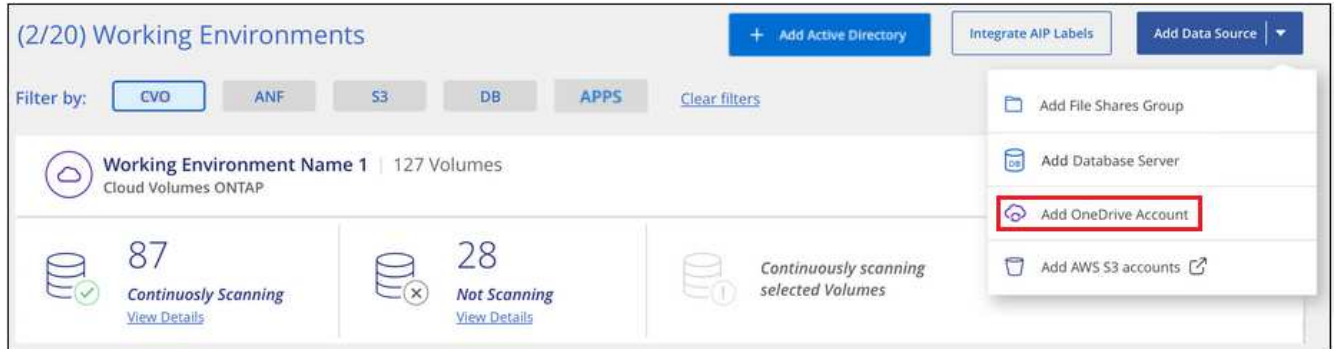 (2/20) Working Environments
+ Add Active Directory
Integrate AIP Labels
Add Data Source
Filter by: CVO ANF S3 DB APPS Clear filters
Working Environment Name 1 | 127 Volumes
Cloud Volumes ONTAP
87
Continuosly Scanning
View Details
28
Not Scanning
View Details
Continuously scanning
selected Volumes
Add File Shares Group
DB Add Database Server
Add OneDrive Account
Add AWS S3 accounts